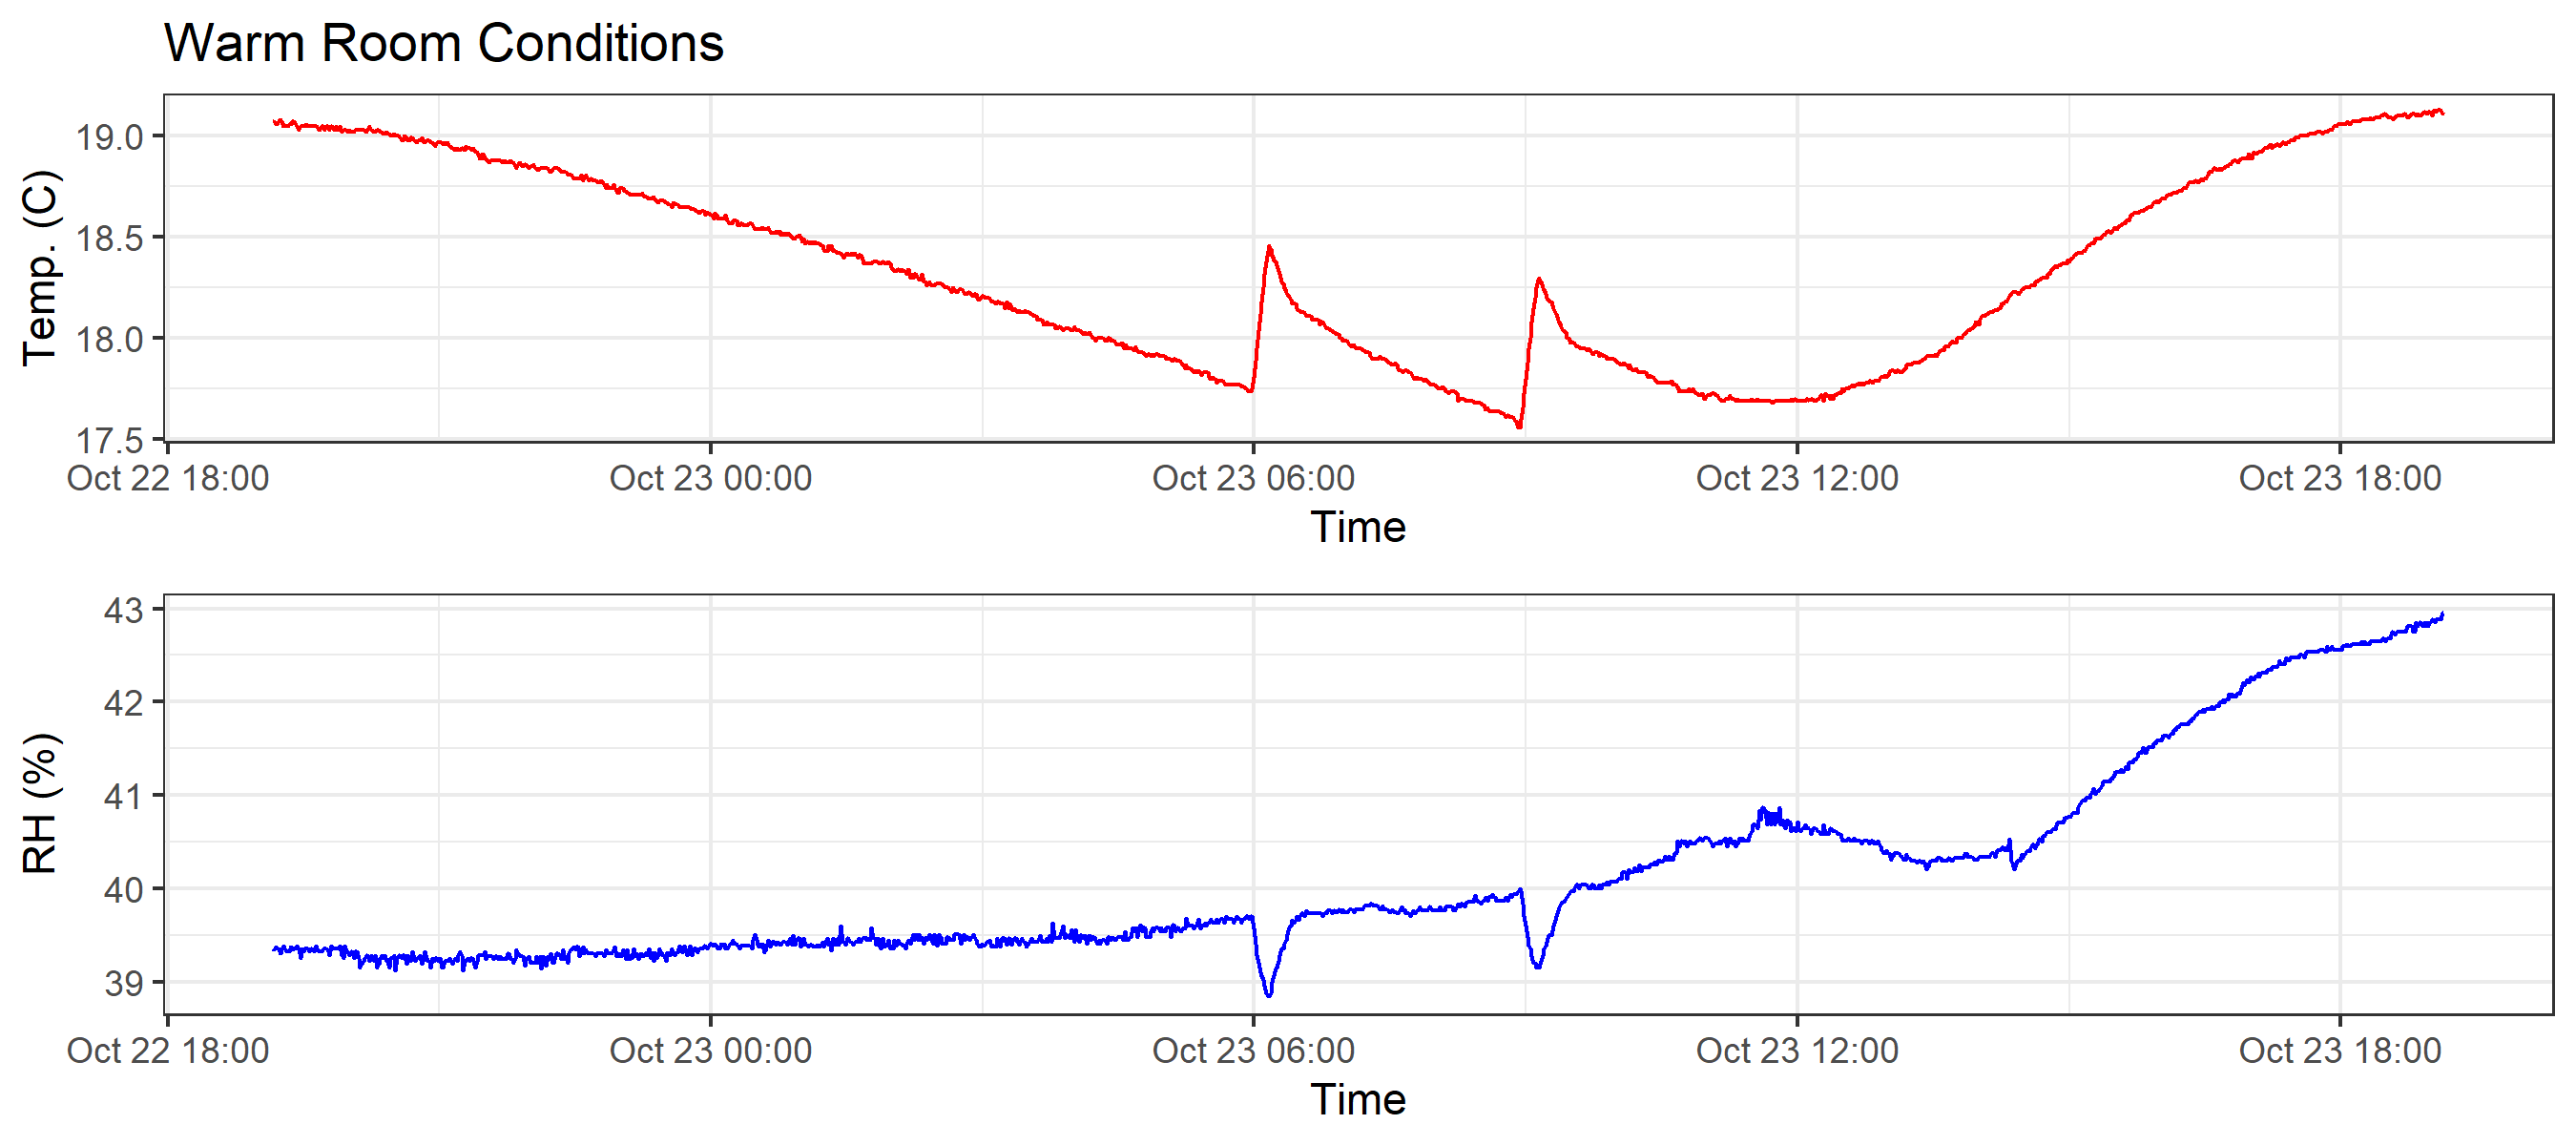 Warm Room Conditions
Temp. (C)
19.0
18.5
18.0
17.5
Oct 22 18:00 Oct 23 00:00 Oct 23 06:00 Oct 23 12:00 Oct 23 18:00
Time
RH (%)
43
42
41
40
39
Oct 22 18:00 Oct 23 00:00 Oct 23 06:00 Oct 23 12:00 Oct 23 18:00
Time